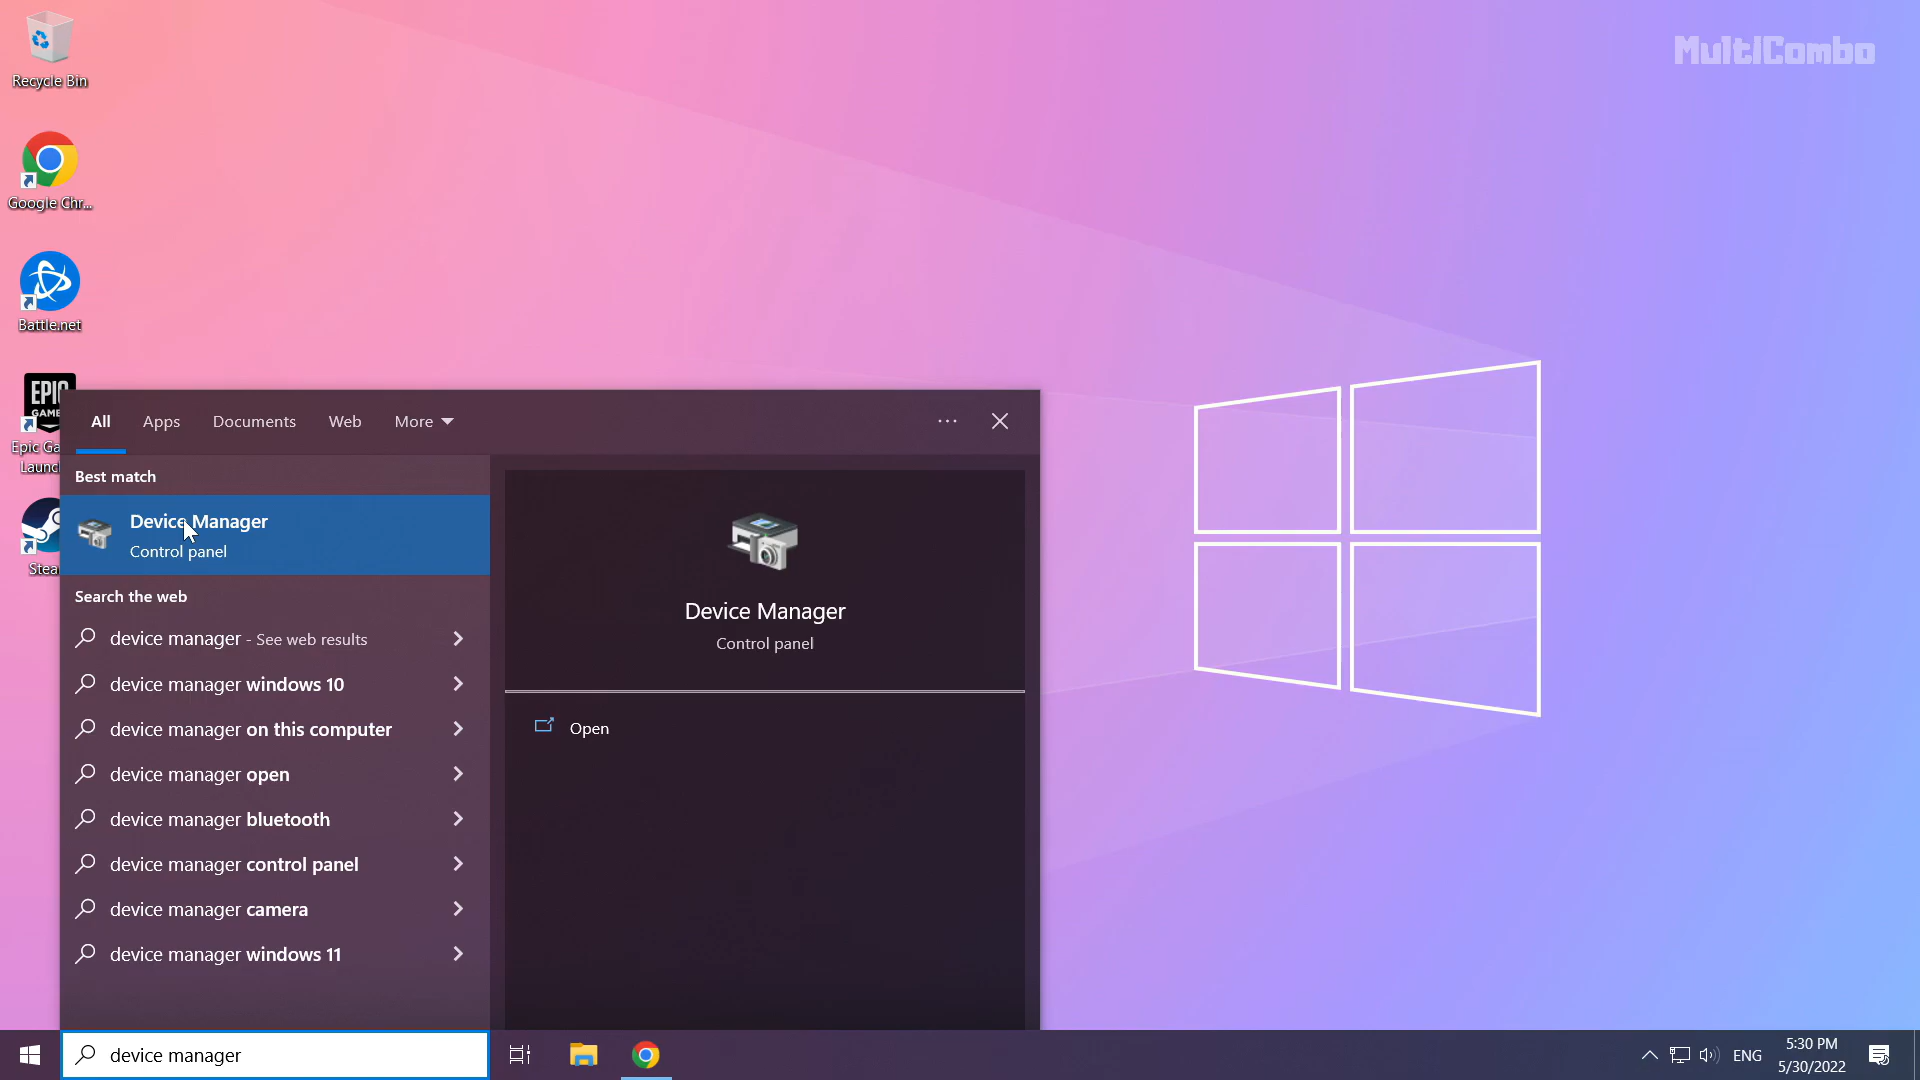 MultiCombo
Recycle Bin
Google Chr...
Battle.net
EPIC
GAM
Epic Ga
Launc
Stea
All Apps Documents Web More
Best match
Device Manager
Control panel
Search the web
device manager - See web results
device manager windows 10
device manager on this computer
device manager open
device manager bluetooth
device manager control panel
device manager camera
device manager windows 11
Device Manager
Control panel
Open
device manager
ENG
5:30 PM
5/30/2022